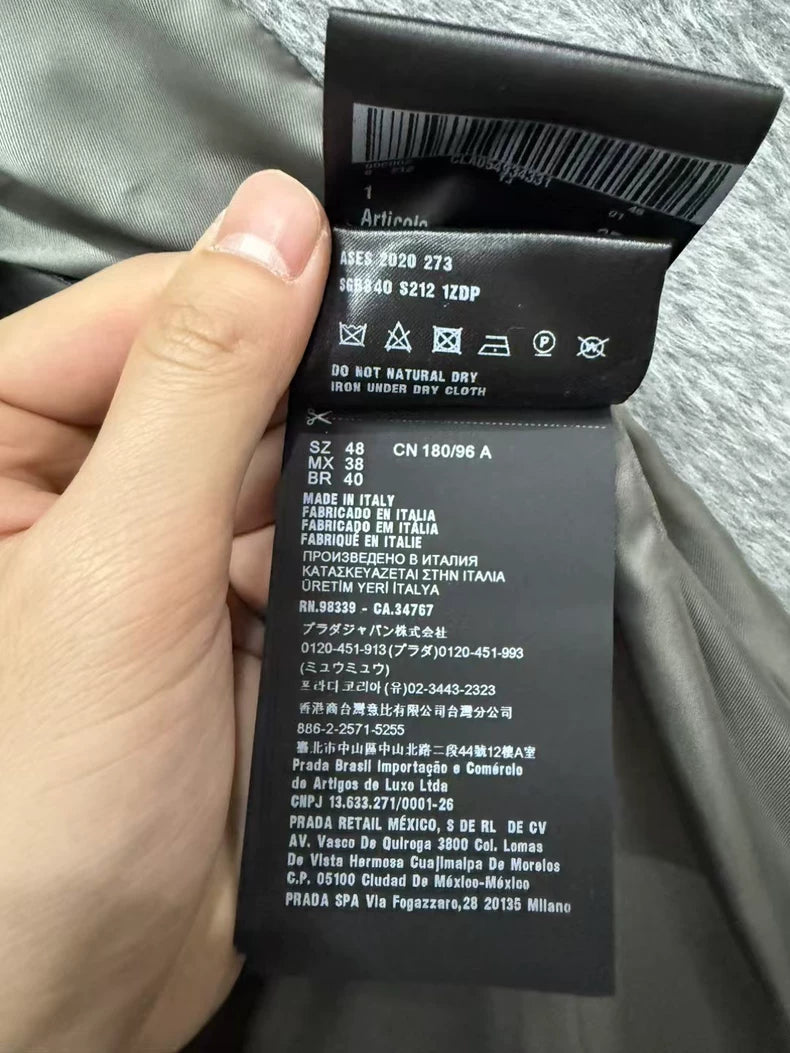 CLA054934331
1
Articolo
ASES 2020 273
SGB840 S212 1ZDP
DO NOT NATURAL DRY
IRON UNDER DRY CLOTH
SZ 48 CN 180/96 A
MX 38
BR 40
MADE IN ITALY
FABRICADO EN ITALIA
FABRICADO EM ITÁLIA
FABRIQUÉ EN ITALIE
ПРОИЗВЕДЕНО В ИТАЛИЯ
ΚΑΤΑΣΚΕΥΑΖΕΤΑΙ ΣΤΗΝ ΙΤΑΛΙΑ
ÜRETİM YERİ İTALYA
RN.98339 - CA.34767
プラダジャパン株式会社
0120-451-913(プラダ)0120-451-993
(ミュウミュウ)
프라다 코리아 (유)02-3443-2323
香港商台灣意比有限公司台灣分公司
886-2-2571-5255
臺北市中山區中山北路二段44號12樓A室
Prada Brasil Importação e Comércio
de Artigos de Luxo Ltda
CNPJ 13.633.271/0001-26
PRADA RETAIL MÉXICO, S DE RL DE CV
AV. Vasco De Quiroga 3800 Col. Lomas
De Vista Hermosa Cuajimalpa De Morelos
C.P. 05100 Ciudad De México-México
PRADA SPA Via Fogazzaro,28 20135 Milano